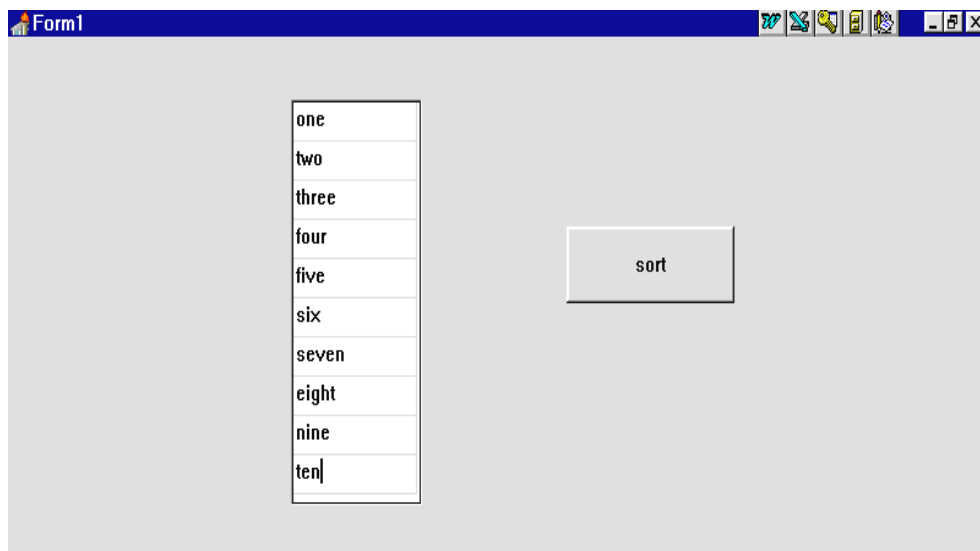 Form1
one
two
three
four
five
six
seven
eight
nine
ten
sort